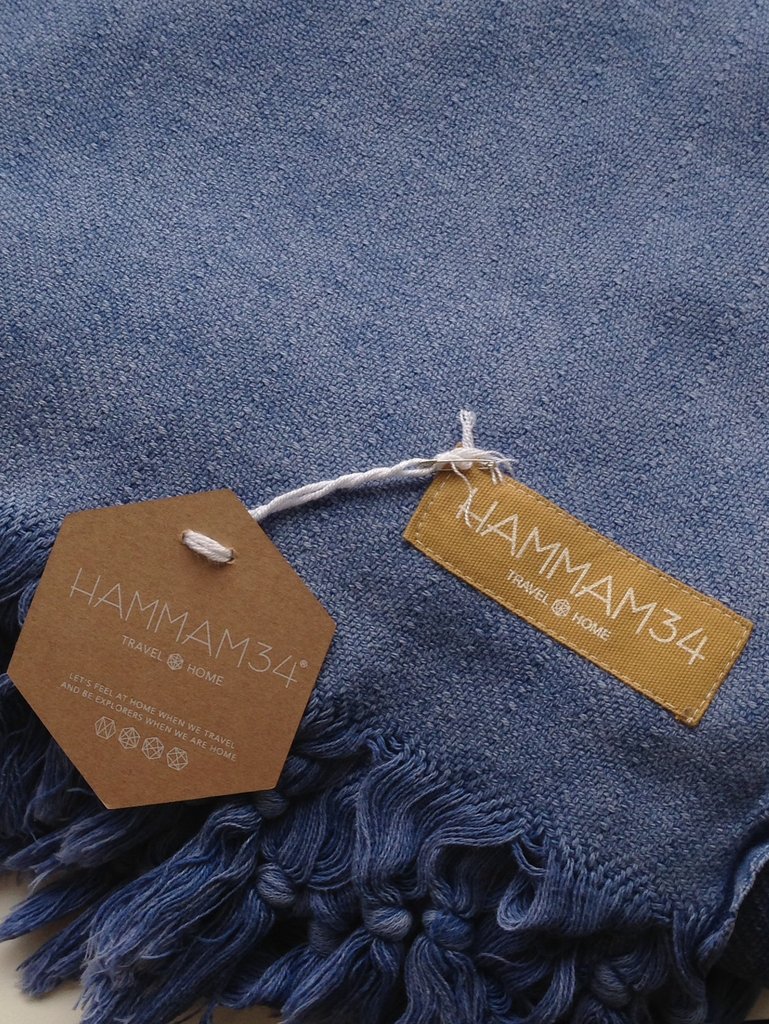 HAMMAM34®
TRAVEL HOME
LET'S FEEL AT HOME WHEN WE TRAVEL
AND BE EXPLORERS WHEN WE ARE HOME
HAMMAM34
TRAVEL HOME